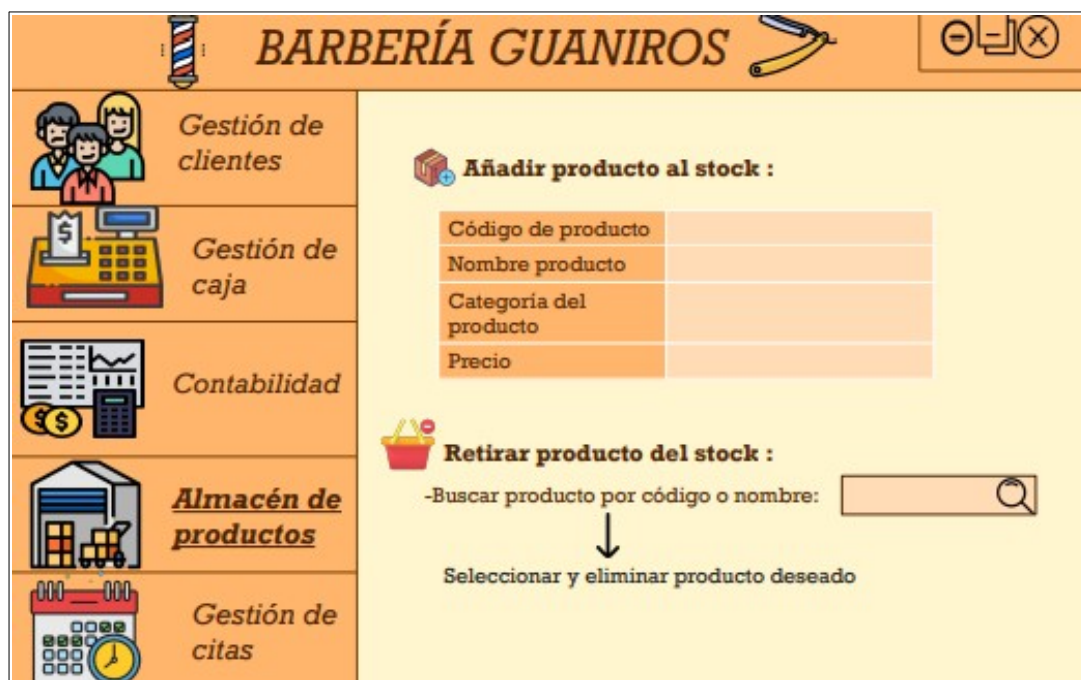 BARBERÍA GUANIROS
Gestión de
clientes
Gestión de
caja
Contabilidad
Almacén de
productos
Gestión de
citas
Añadir producto al stock :
Código de producto
Nombre producto
Categoría del
producto
Precio
Retirar producto del stock :
-Buscar producto por código o nombre:
Seleccionar y eliminar producto deseado